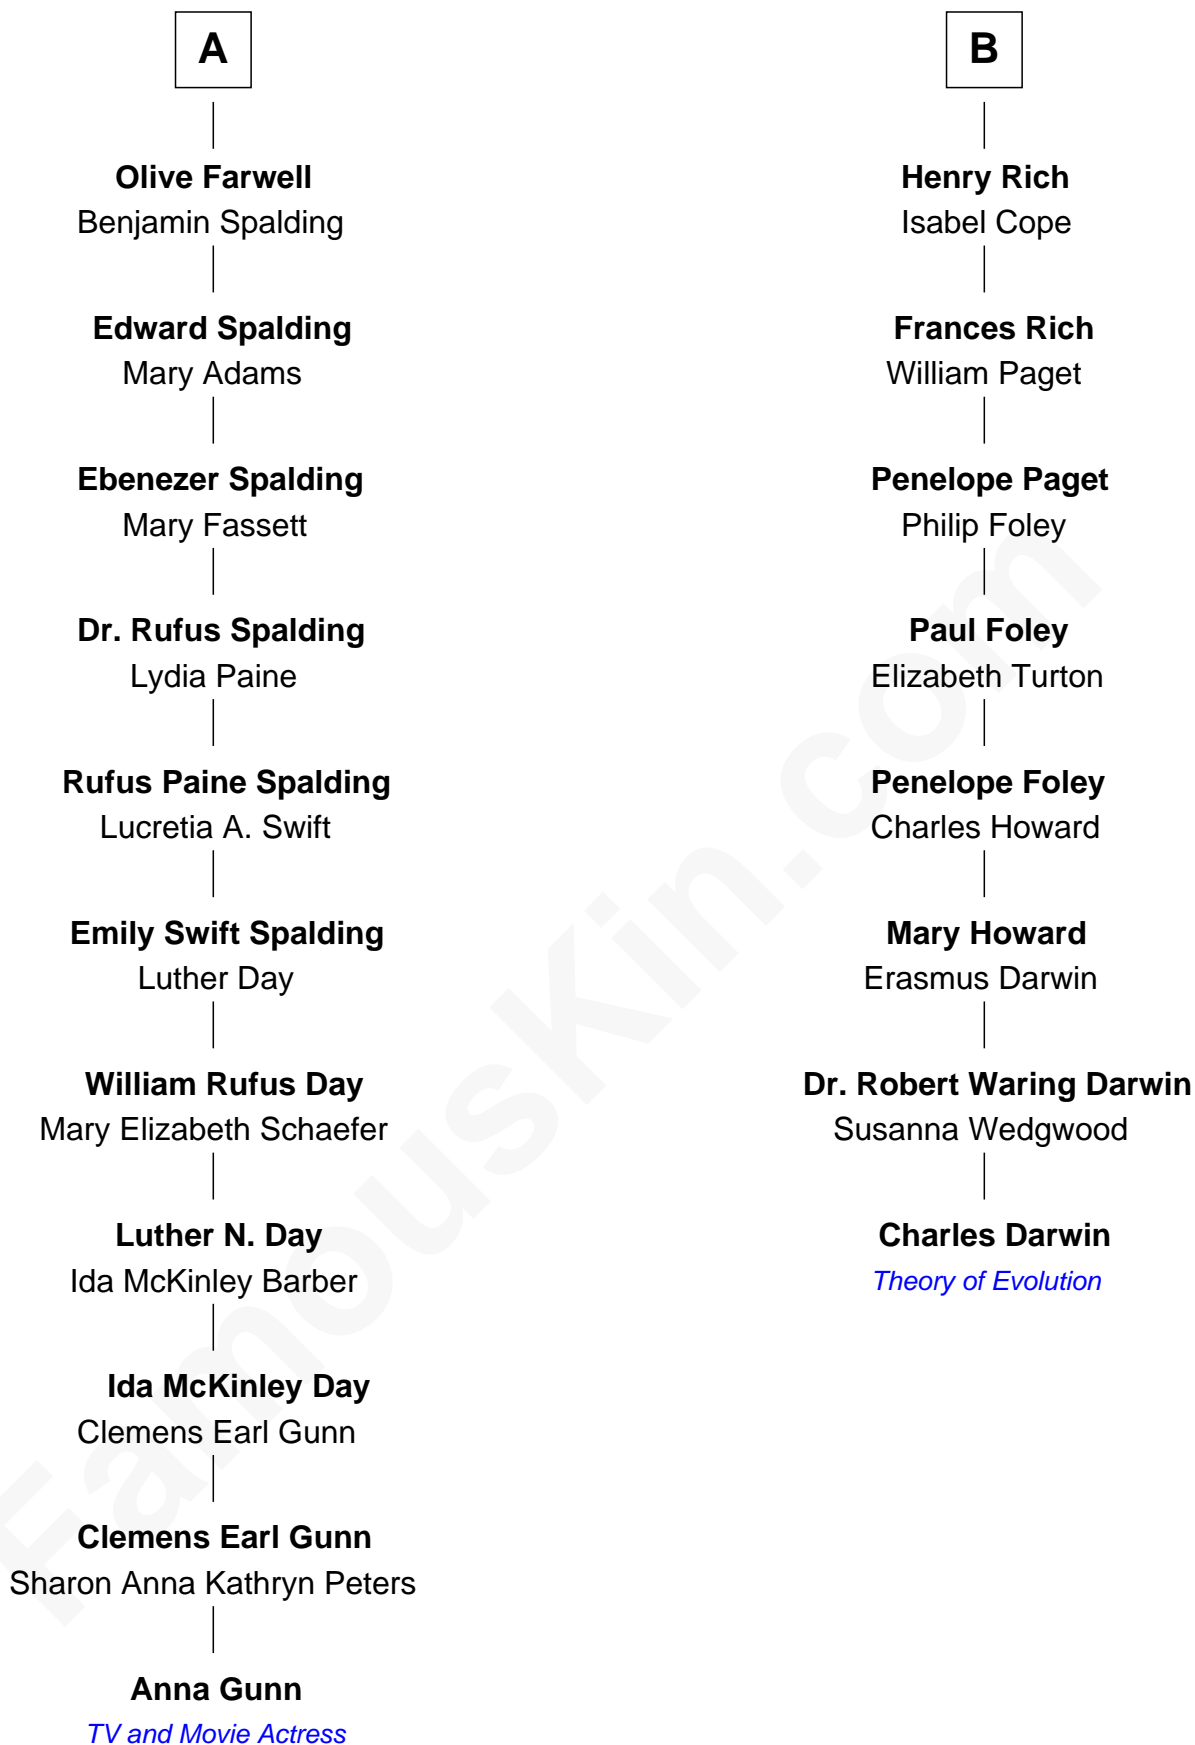 A
Olive Farwell
Benjamin Spalding
Edward Spalding
Mary Adams
Ebenezer Spalding
Mary Fassett
Dr. Rufus Spalding
Lydia Paine
Rufus Paine Spalding
Lucretia A. Swift
Emily Swift Spalding
Luther Day
William Rufus Day
Mary Elizabeth Schaefer
Luther N. Day
Ida McKinley Barber
Ida McKinley Day
Clemens Earl Gunn
Clemens Earl Gunn
Sharon Anna Kathryn Peters
Anna Gunn
TV and Movie Actress
B
Henry Rich
Isabel Cope
Frances Rich
William Paget
Penelope Paget
Philip Foley
Paul Foley
Elizabeth Turton
Penelope Foley
Charles Howard
Mary Howard
Erasmus Darwin
Dr. Robert Waring Darwin
Susanna Wedgwood
Charles Darwin
Theory of Evolution
FamousKin.com